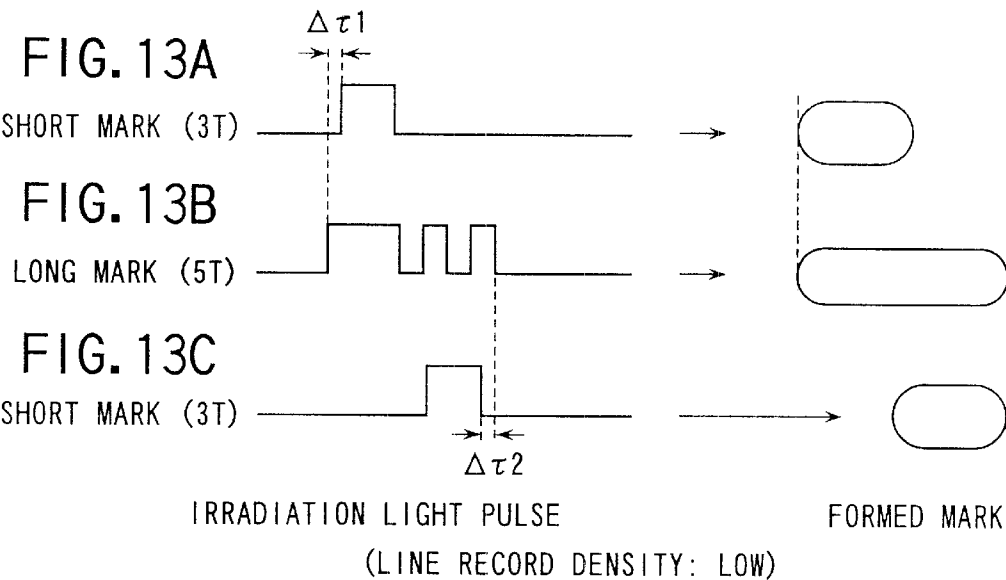 Δτ1
FIG. 13A
SHORT MARK (3T)
FIG. 13B
LONG MARK (5T)
FIG. 13C
SHORT MARK (3T)
Δτ2
IRRADIATION LIGHT PULSE
FORMED MARK
(LINE RECORD DENSITY: LOW)